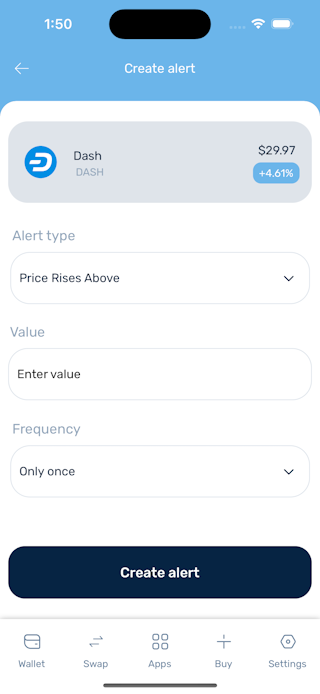 1:50
Create alert
Dash
$29.97
DASH
+4.61%
Alert type
Price Rises Above
Value
Enter value
Frequency
Only once
Create alert
Wallet
Swap
Apps
Buy
Settings